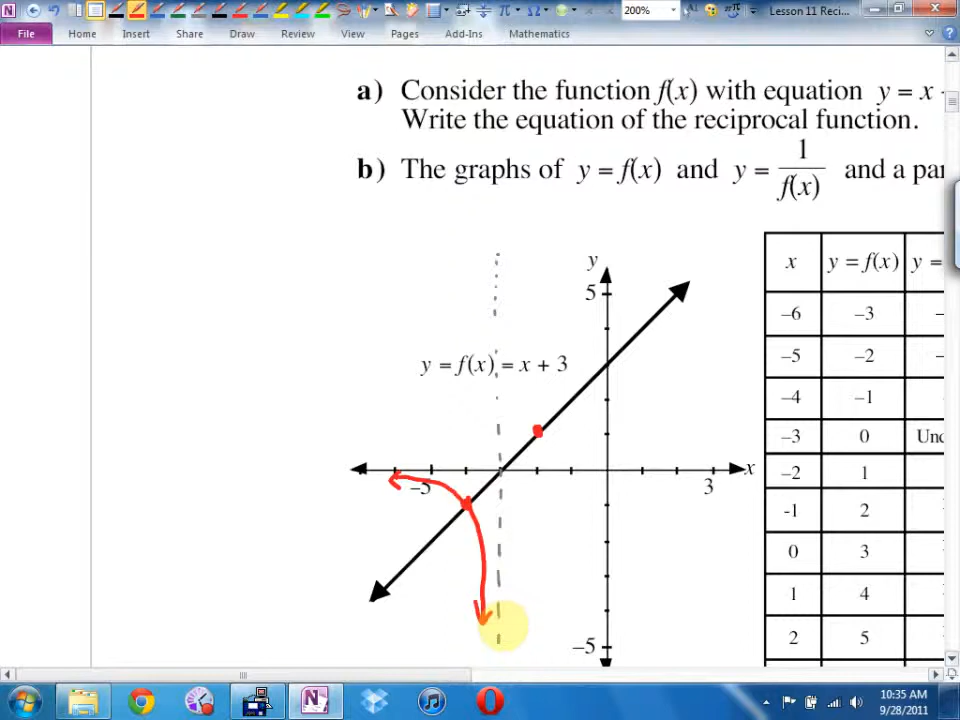 200%
Lesson 11 Reci...
File Home Insert Share Draw Review View Pages Add-Ins Mathematics
a) Consider the function f(x) with equation y = x
Write the equation of the reciprocal function.
b) The graphs of y = f(x) and y = 1/f(x) and a par
y
5
y = f(x) = x + 3
–5
3
x
–5
x y = f(x) y =
–6 –3 –
–5 –2 –
–4 –1
–3 0 Und
–2 1
-1 2
0 3
1 4
2 5
10:35 AM
9/28/2011